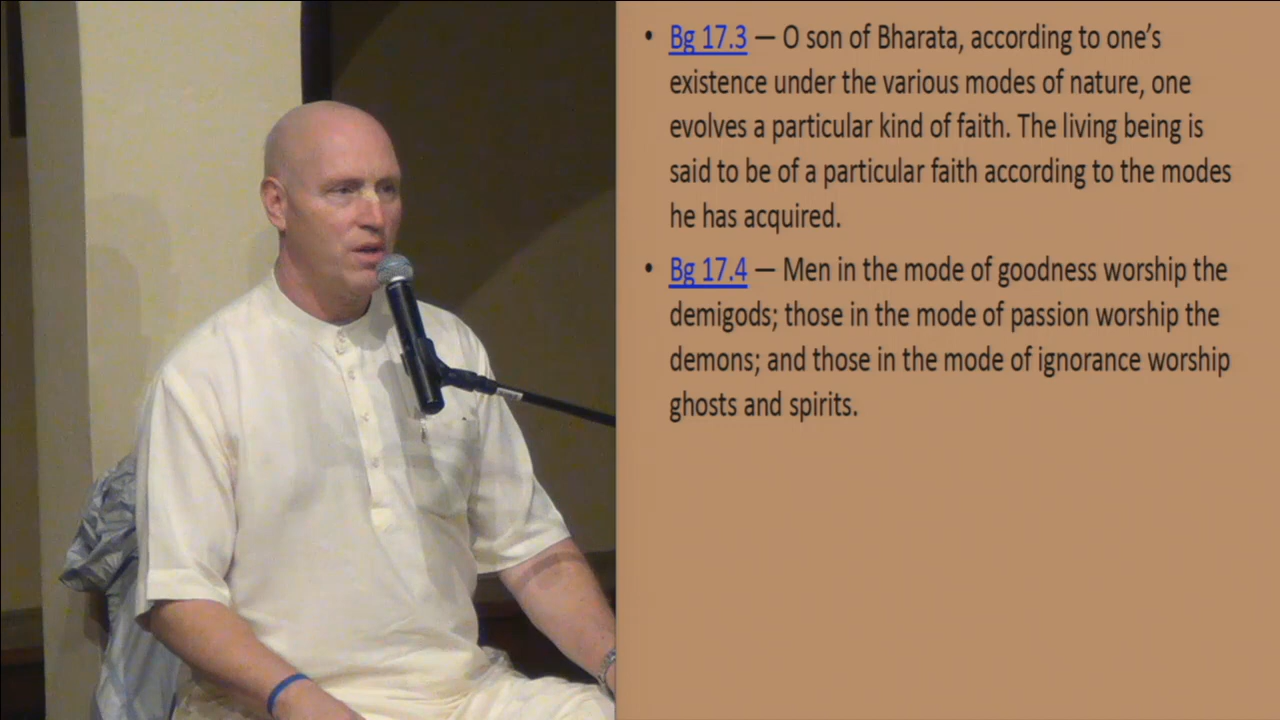 • Bg 17.3 — O son of Bharata, according to one’s
existence under the various modes of nature, one
evolves a particular kind of faith. The living being is
said to be of a particular faith according to the modes
he has acquired.
• Bg 17.4 — Men in the mode of goodness worship the
demigods; those in the mode of passion worship the
demons; and those in the mode of ignorance worship
ghosts and spirits.